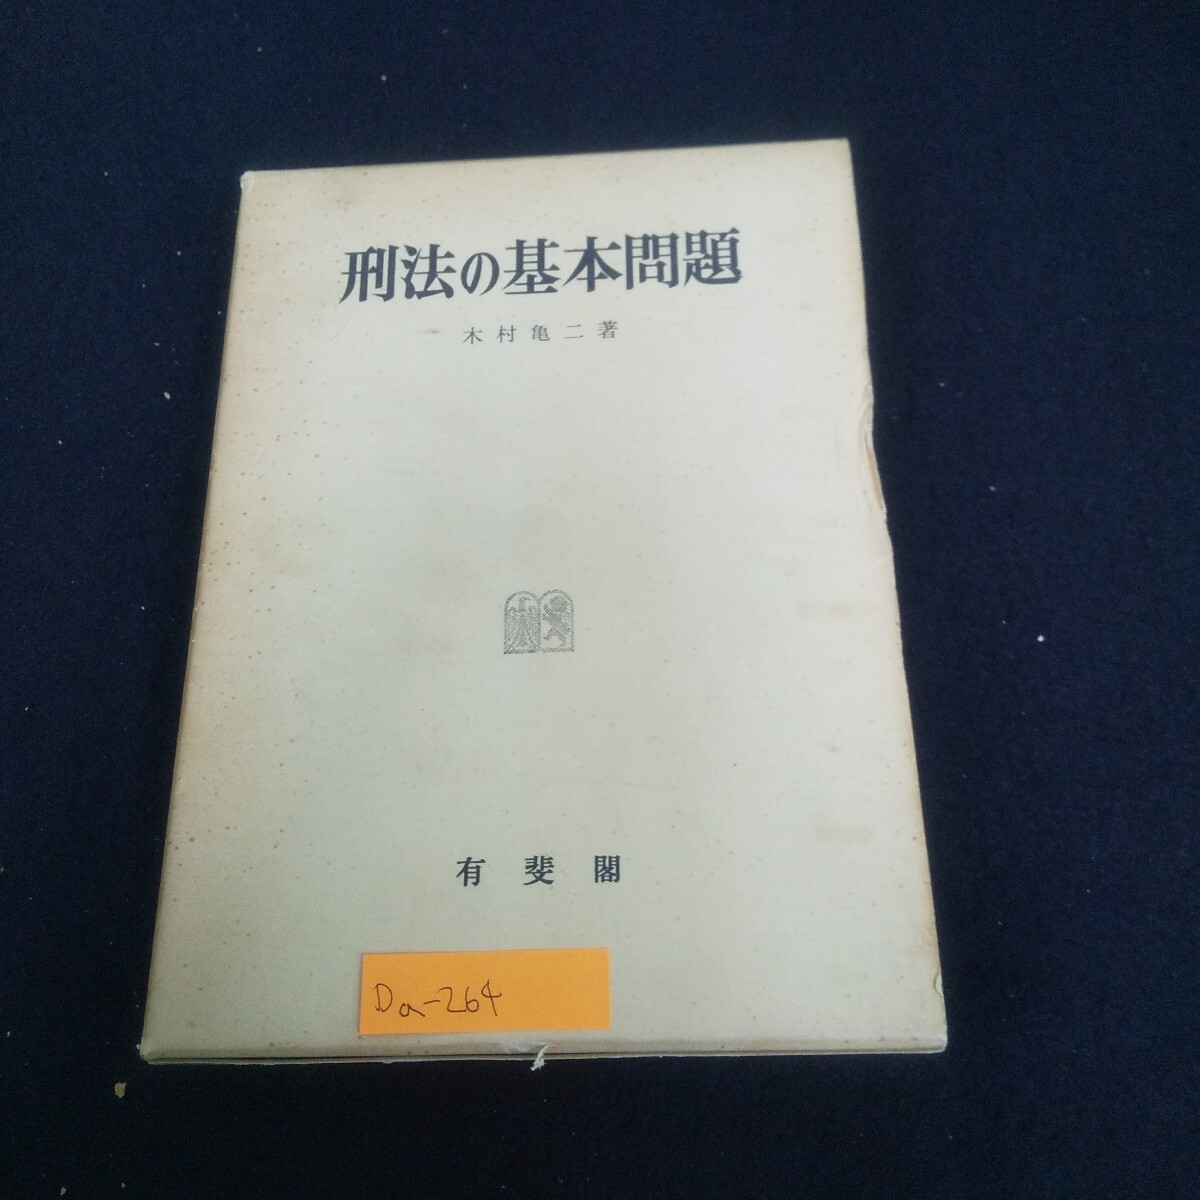 刑法の基本問題
木村亀二著
有斐閣
Da-264